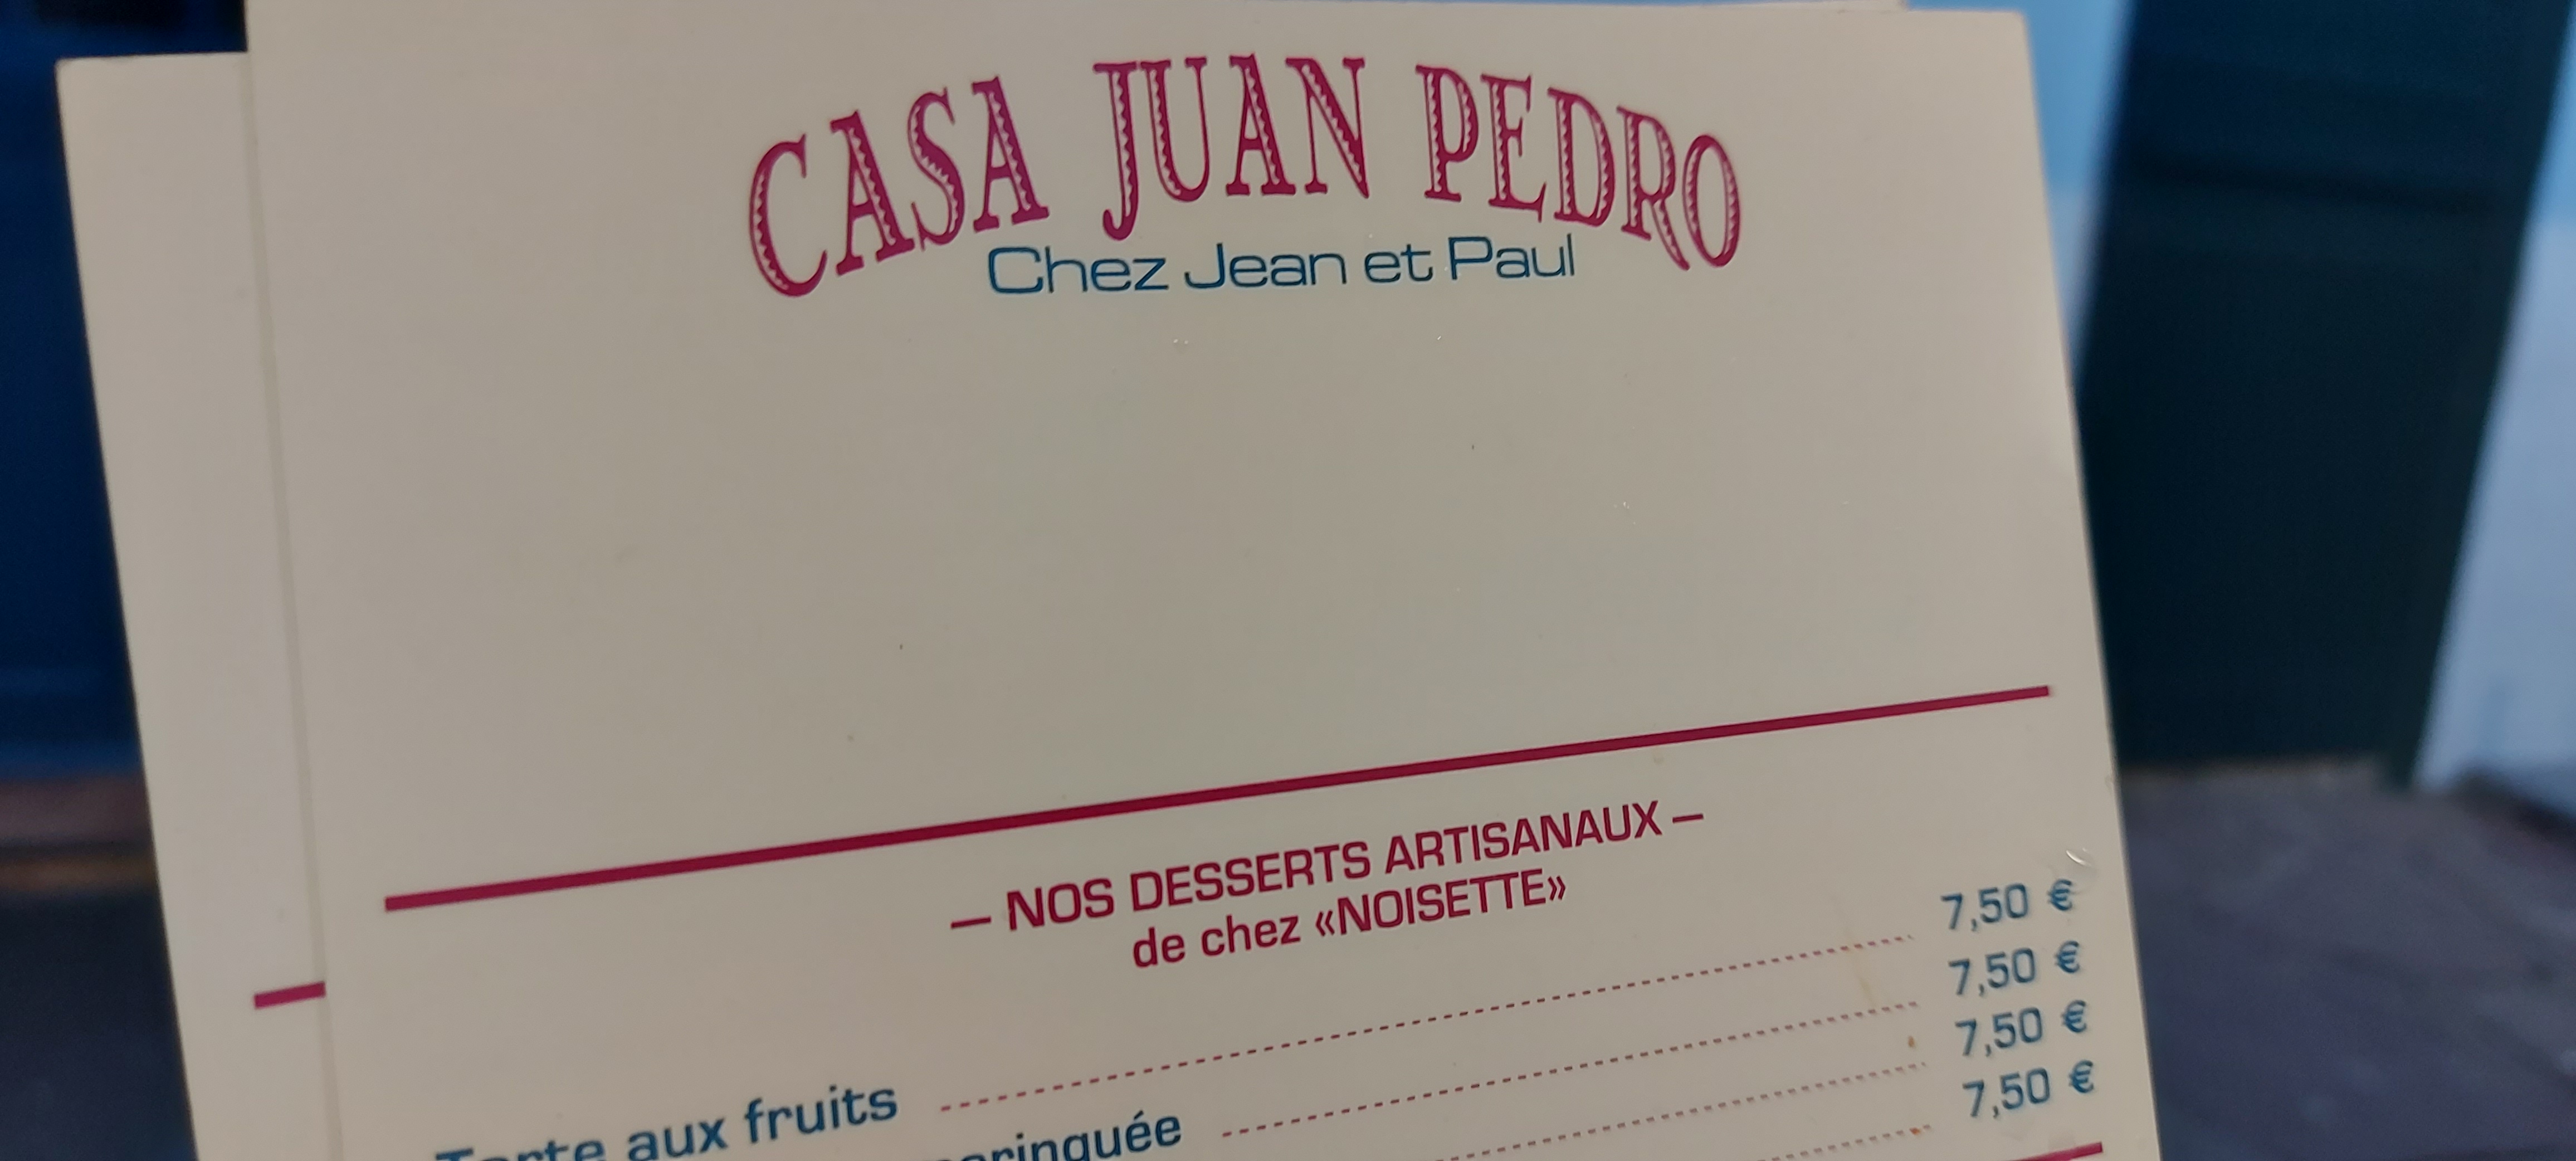 CASA JUAN PEDRO
Chez Jean et Paul
— NOS DESSERTS ARTISANAUX —
de chez «NOISETTE»
Tarte aux fruits ---------- 7,50 €
---------- 7,50 €
7,50 €
7,50 €